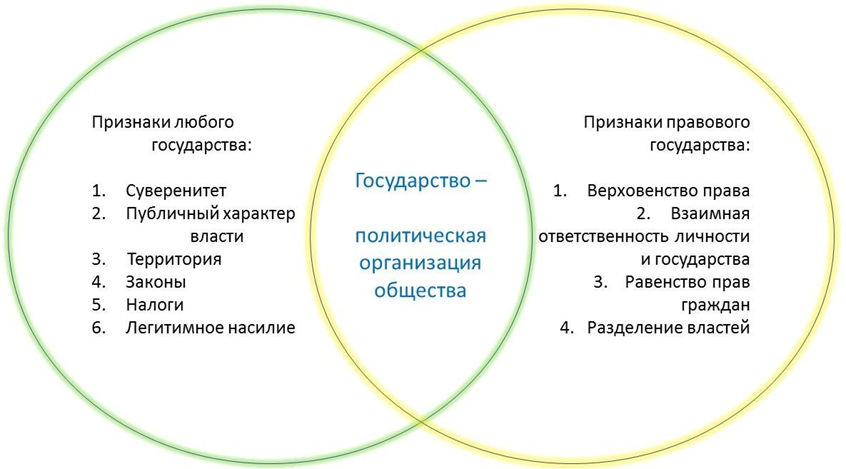 Признаки любого
государства:
1. Суверенитет
2. Публичный характер
власти
3. Территория
4. Законы
5. Налоги
6. Легитимное насилие
Государство –
политическая
организация
общества
Признаки правового
государства:
1. Верховенство права
2. Взаимная
ответственность личности
и государства
3. Равенство прав
граждан
4. Разделение властей